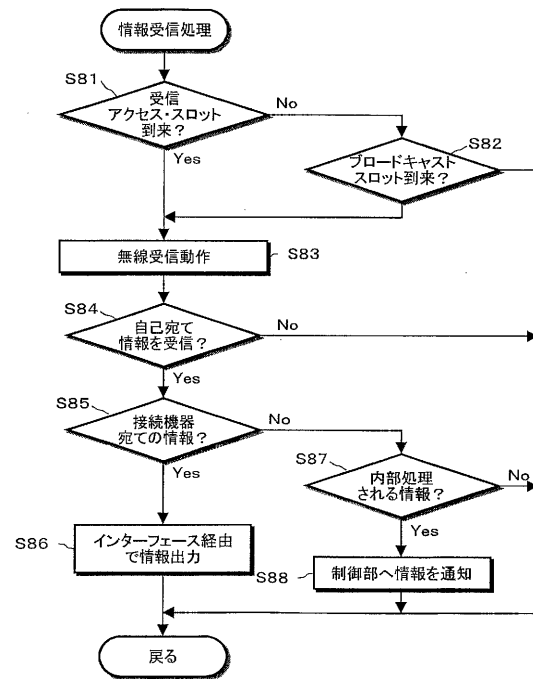 情報受信処理
S81
受信
アクセス・スロット
到来？
No
Yes
S82
ブロードキャスト
スロット到来？
無線受信動作
S83
S84
自己宛て
情報を受信？
No
Yes
S85
接続機器
宛ての情報？
No
Yes
S87
内部処理
される情報？
No
Yes
S86
インターフェース経由
で情報出力
S88
制御部へ情報を通知
戻る